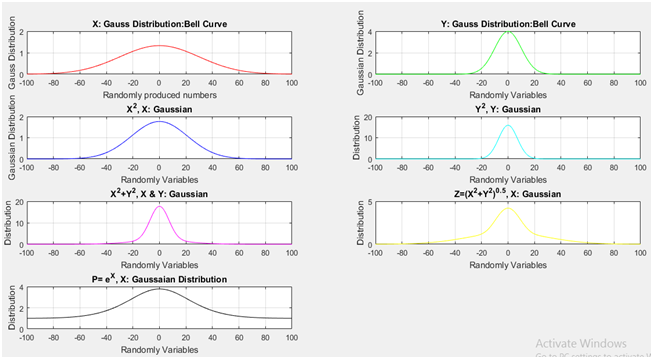 X: Gauss Distribution:Bell Curve
Gauss Distribution
2
1
0
-100 -80 -60 -40 -20 0 20 40 60 80 100
Randomly produced numbers
Y: Gauss Distribution:Bell Curve
Gaussian Distribution
4
2
0
-100 -80 -60 -40 -20 0 20 40 60 80 100
Randomly Variables
X², X: Gaussian
Gaussian Distribution
2
1
0
-100 -80 -60 -40 -20 0 20 40 60 80 100
Randomly Variables
Y², Y: Gaussian
Distribution
20
10
0
-100 -80 -60 -40 -20 0 20 40 60 80 100
Randomly Variables
X²+Y², X & Y: Gaussian
Distribution
20
10
0
-100 -80 -60 -40 -20 0 20 40 60 80 100
Randomly Variables
Z=(X²+Y²)^0.5, X: Gaussian
Distribution
5
0
-100 -80 -60 -40 -20 0 20 40 60 80 100
Randomly Variables
P= e^X, X: Gaussaian Distribution
Distribution
4
2
0
-100 -80 -60 -40 -20 0 20 40 60 80 100
Randomly Variables
Activate Windows
Go to PC settings to activate W